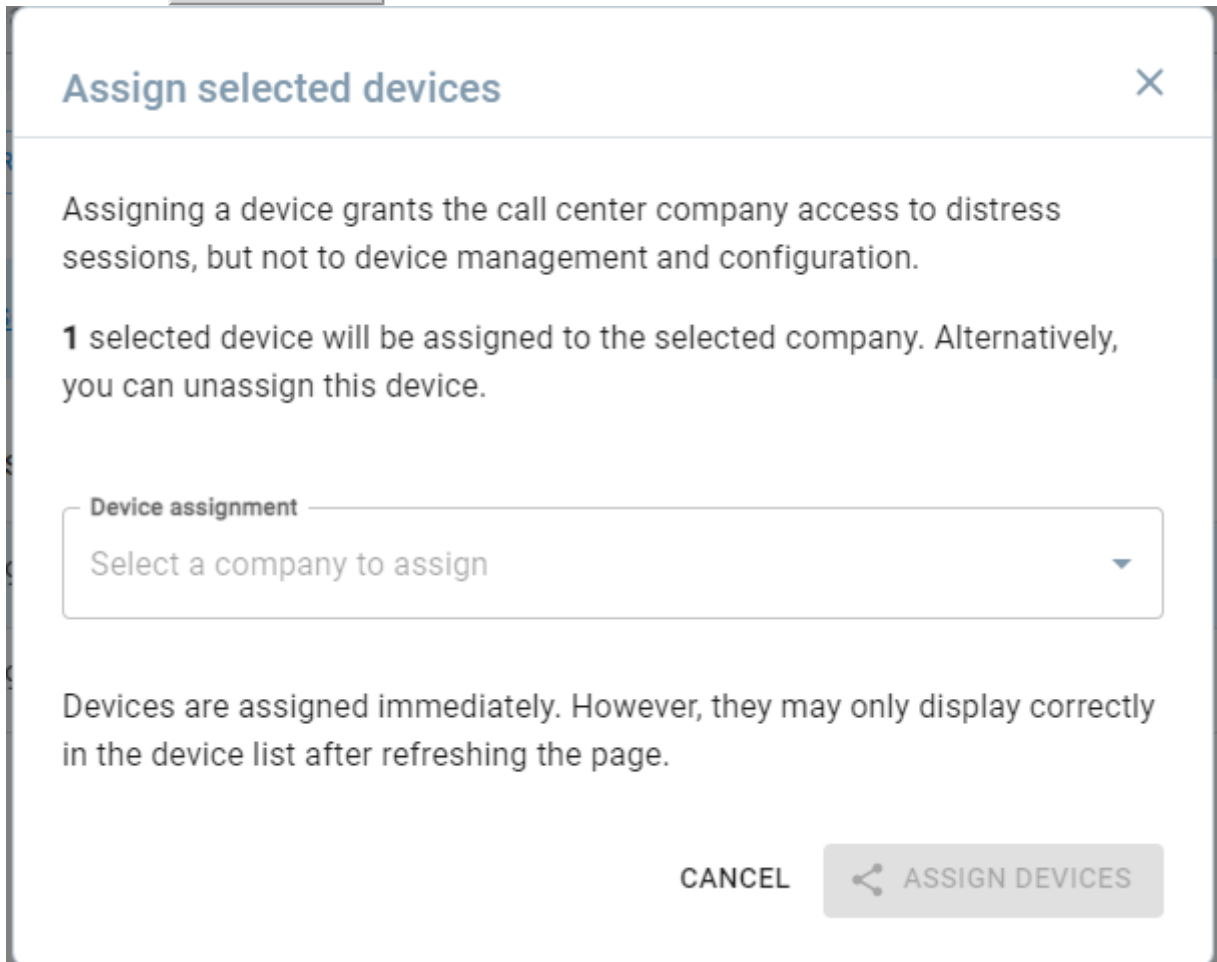 Assign selected devices
Assigning a device grants the call center company access to distress
sessions, but not to device management and configuration.
1 selected device will be assigned to the selected company. Alternatively,
you can unassign this device.
Device assignment
Select a company to assign
Devices are assigned immediately. However, they may only display correctly
in the device list after refreshing the page.
CANCEL
ASSIGN DEVICES